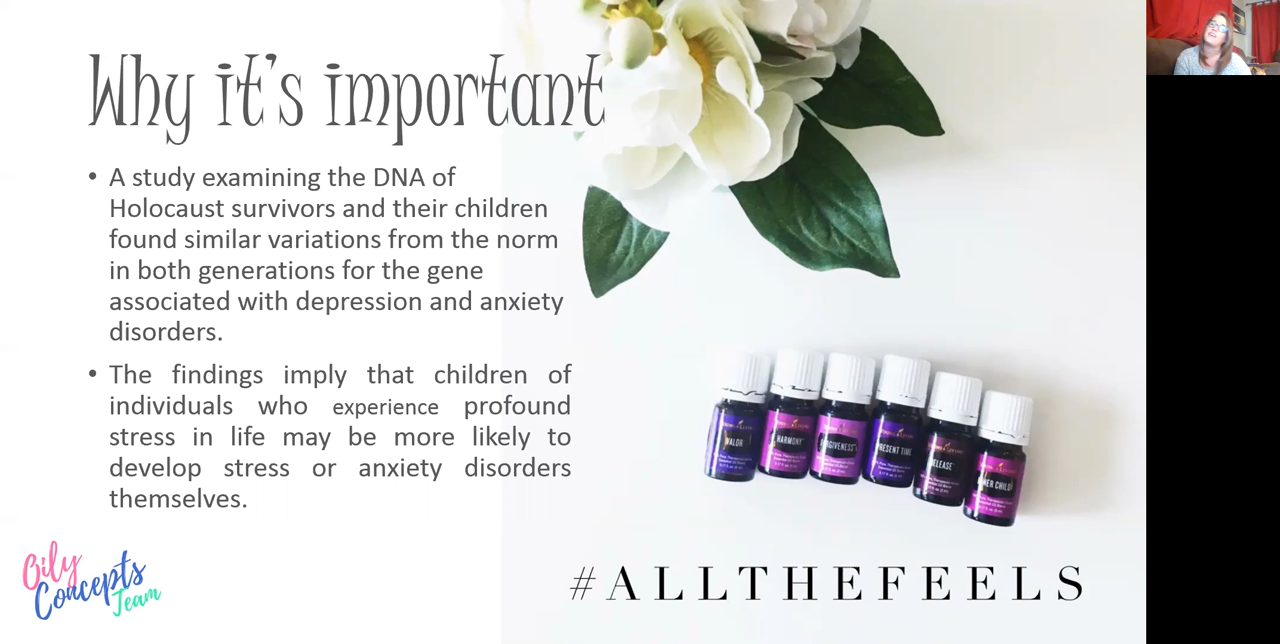 Why it's important
• A study examining the DNA of
Holocaust survivors and their children
found similar variations from the norm
in both generations for the gene
associated with depression and anxiety
disorders.
• The findings imply that children of
individuals who experience profound
stress in life may be more likely to
develop stress or anxiety disorders
themselves.
VALOR
HARMONY
PRESENT TIME
#ALLTHEFEELS
Oily
Concepts
Team